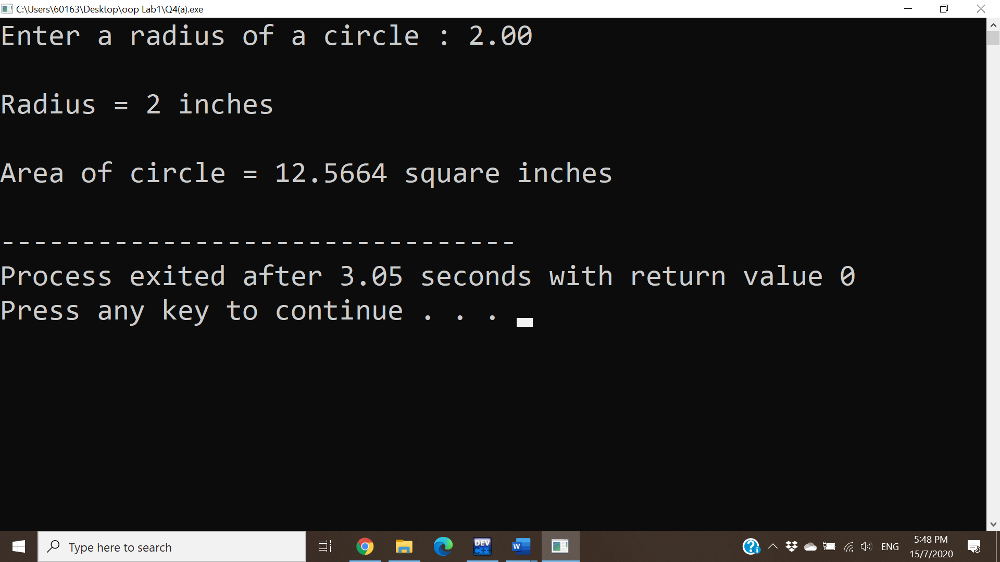 C:\Users\60163\Desktop\oop Lab1\Q4(a).exe
Enter a radius of a circle : 2.00
Radius = 2 inches
Area of circle = 12.5664 square inches
--------------------------------
Process exited after 3.05 seconds with return value 0
Press any key to continue . . .
Type here to search
DEV
C++
W
ENG
5:48 PM
15/7/2020